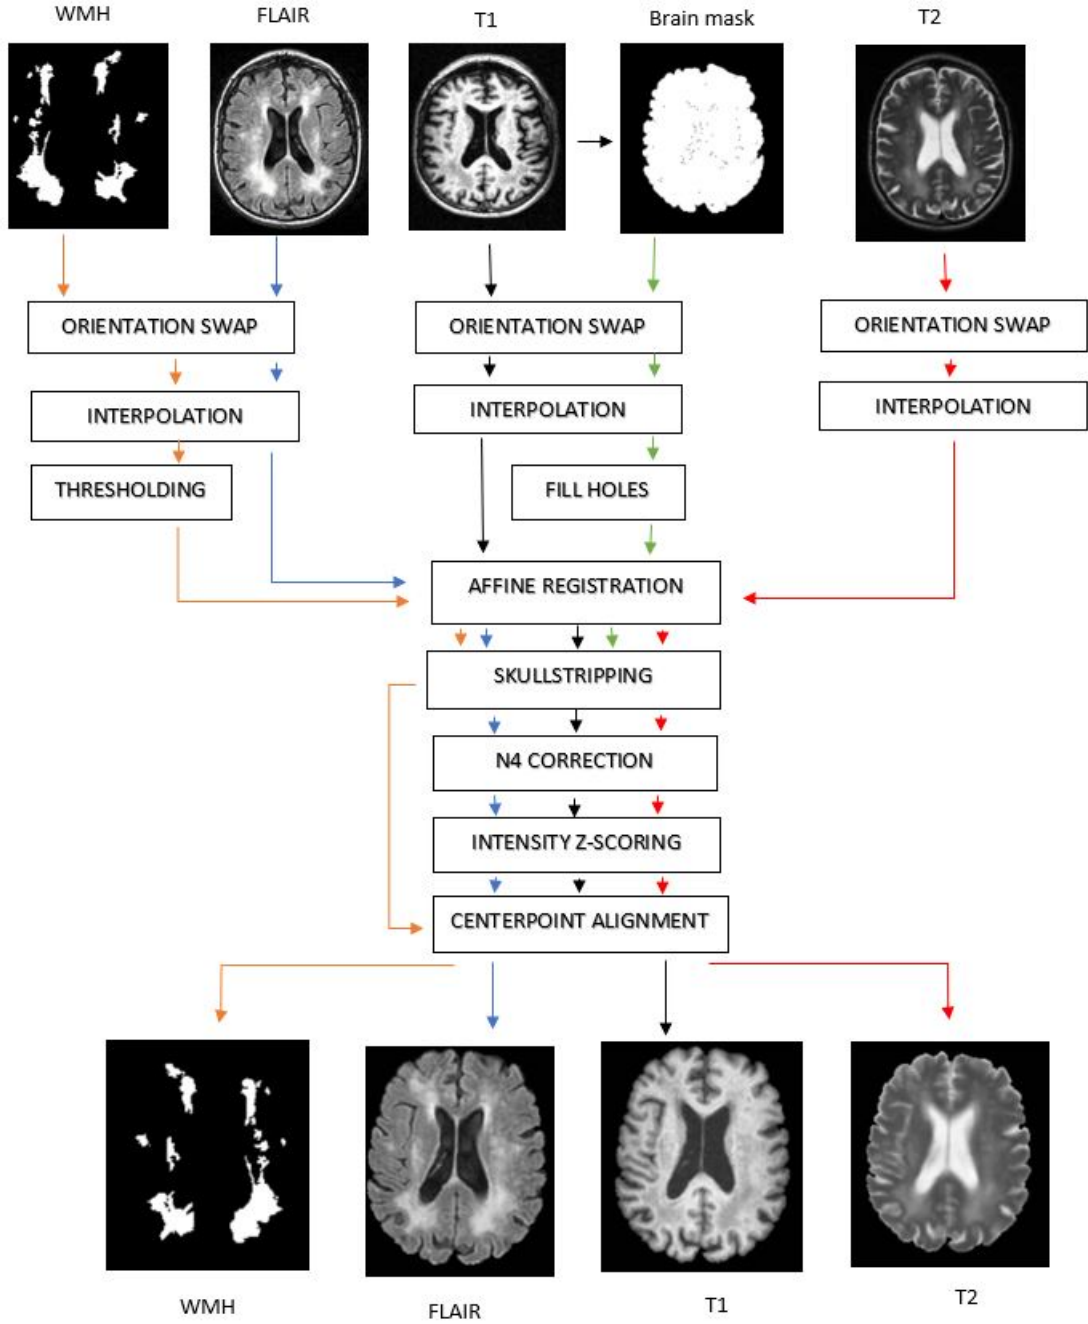 WMH
FLAIR
T1
Brain mask
T2
ORIENTATION SWAP
ORIENTATION SWAP
ORIENTATION SWAP
INTERPOLATION
INTERPOLATION
INTERPOLATION
THRESHOLDING
FILL HOLES
AFFINE REGISTRATION
SKULLSTRIPPING
N4 CORRECTION
INTENSITY Z-SCORING
CENTERPOINT ALIGNMENT
WMH
FLAIR
T1
T2